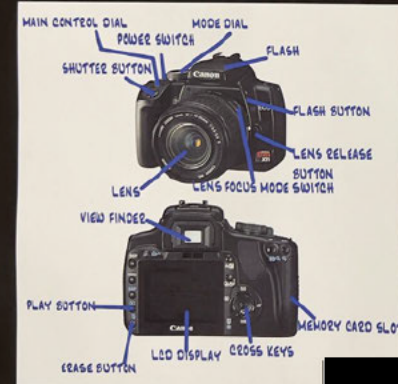 MAIN CONTROL DIAL
MODE DIAL
POWER SWITCH
FLASH
SHUTTER BUTTON
Canon
FLASH BUTTON
LENS RELEASE
BUTTON
LENS
LENS FOCUS MODE SWITCH
VIEW FINDER
PLAY BUTTON
Canon
MEMORY CARD SLOT
LCD DISPLAY
CROSS KEYS
ERASE BUTTON